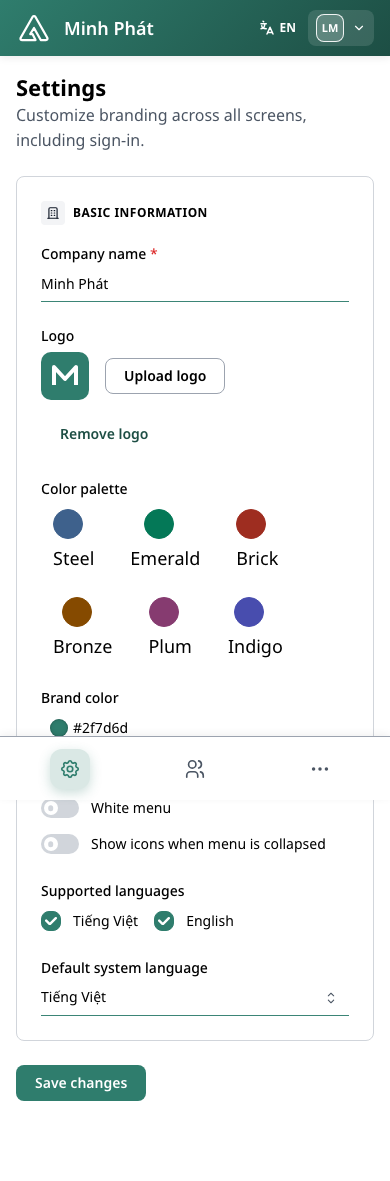 Minh Phát
EN
LM
Settings
Customize branding across all screens,
including sign-in.
BASIC INFORMATION
Company name *
Minh Phát
Logo
Upload logo
Remove logo
Color palette
Steel
Emerald
Brick
Bronze
Plum
Indigo
Brand color
#2f7d6d
White menu
Show icons when menu is collapsed
Supported languages
Tiếng Việt
English
Default system language
Tiếng Việt
Save changes